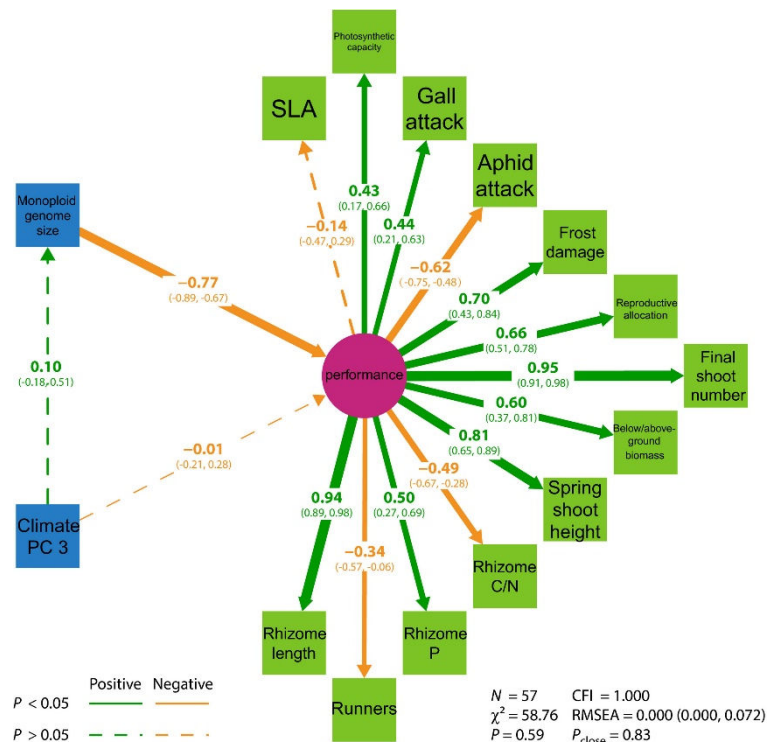 Photosynthetic
capacity
SLA
Gall
attack
Aphid
attack
Monoploid
genome
size
0.43
(0.17, 0.66)
−0.14
(-0.47, 0.29)
0.44
(0.21, 0.63)
Frost
damage
−0.77
(-0.89, -0.67)
−0.62
(-0.75, -0.48)
Reproductive
allocation
0.70
(0.43, 0.84)
0.66
(0.51, 0.78)
Final
shoot
number
0.10
(-0.18, 0.51)
performance
0.95
(0.91, 0.98)
0.60
(0.37, 0.81)
Below/above-
ground
biomass
−0.01
(-0.21, 0.28)
0.81
(0.65, 0.89)
−0.49
(-0.67, -0.28)
Spring
shoot
height
0.94
(0.89, 0.98)
0.50
(0.27, 0.69)
Climate
PC 3
−0.34
(-0.57, -0.06)
Rhizome
C/N
Rhizome
length
Rhizome
P
Runners
Positive Negative
P < 0.05
P > 0.05
N = 57 CFI = 1.000
χ² = 58.76 RMSEA = 0.000 (0.000, 0.072)
P = 0.59 Pclose = 0.83